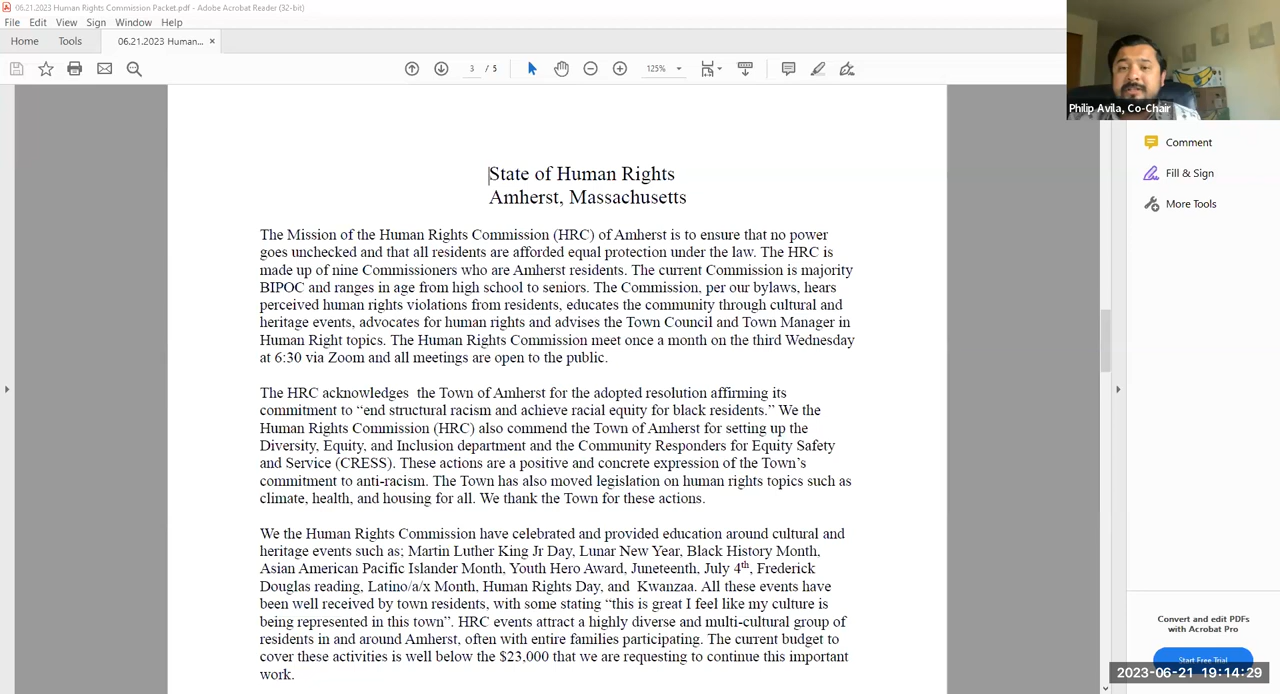 06.21.2023 Human Rights Commission Packet.pdf - Adobe Acrobat Reader (32-bit)
File Edit View Sign Window Help
Home Tools 06.21.2023 Human... ×
3 / 5 125%
Philip Avila, Co-Chair
Comment
Fill & Sign
More Tools
State of Human Rights
Amherst, Massachusetts
The Mission of the Human Rights Commission (HRC) of Amherst is to ensure that no power
goes unchecked and that all residents are afforded equal protection under the law. The HRC is
made up of nine Commissioners who are Amherst residents. The current Commission is majority
BIPOC and ranges in age from high school to seniors. The Commission, per our bylaws, hears
perceived human rights violations from residents, educates the community through cultural and
heritage events, advocates for human rights and advises the Town Council and Town Manager in
Human Right topics. The Human Rights Commission meet once a month on the third Wednesday
at 6:30 via Zoom and all meetings are open to the public.
The HRC acknowledges the Town of Amherst for the adopted resolution affirming its
commitment to “end structural racism and achieve racial equity for black residents.” We the
Human Rights Commission (HRC) also commend the Town of Amherst for setting up the
Diversity, Equity, and Inclusion department and the Community Responders for Equity Safety
and Service (CRESS). These actions are a positive and concrete expression of the Town’s
commitment to anti-racism. The Town has also moved legislation on human rights topics such as
climate, health, and housing for all. We thank the Town for these actions.
We the Human Rights Commission have celebrated and provided education around cultural and
heritage events such as; Martin Luther King Jr Day, Lunar New Year, Black History Month,
Asian American Pacific Islander Month, Youth Hero Award, Juneteenth, July 4th, Frederick
Douglas reading, Latino/a/x Month, Human Rights Day, and Kwanzaa. All these events have
been well received by town residents, with some stating “this is great I feel like my culture is
being represented in this town”. HRC events attract a highly diverse and multi-cultural group of
residents in and around Amherst, often with entire families participating. The current budget to
cover these activities is well below the $23,000 that we are requesting to continue this important
work.
Convert and edit PDFs
with Acrobat Pro
Start Free Trial
2023-06-21 19:14:29